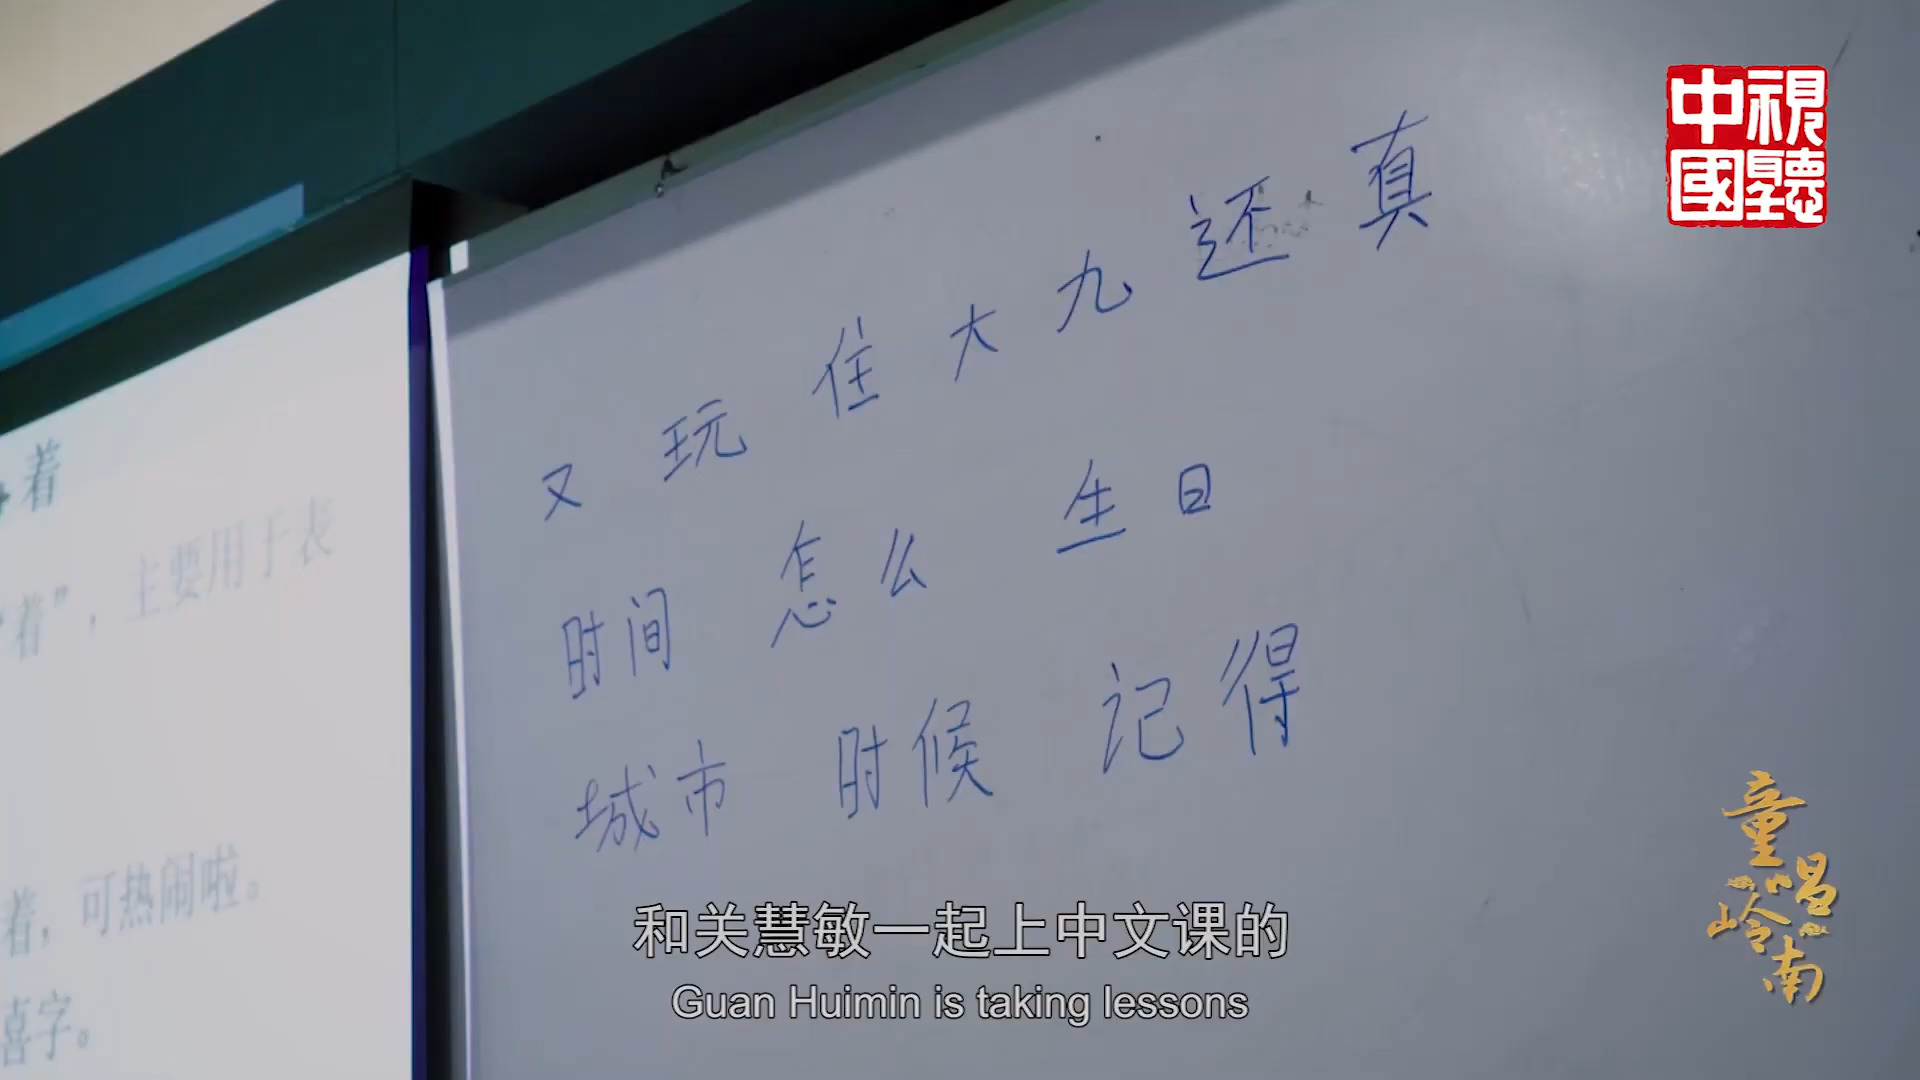 中視
國聽
着
“着”，主要用于表
着，可热闹啦。
喜字。
又 玩 住 大 九 还 真
时间 怎么 生日
城市 时候 记得
和关慧敏一起上中文课的
Guan Huimin is taking lessons
童唱岭南